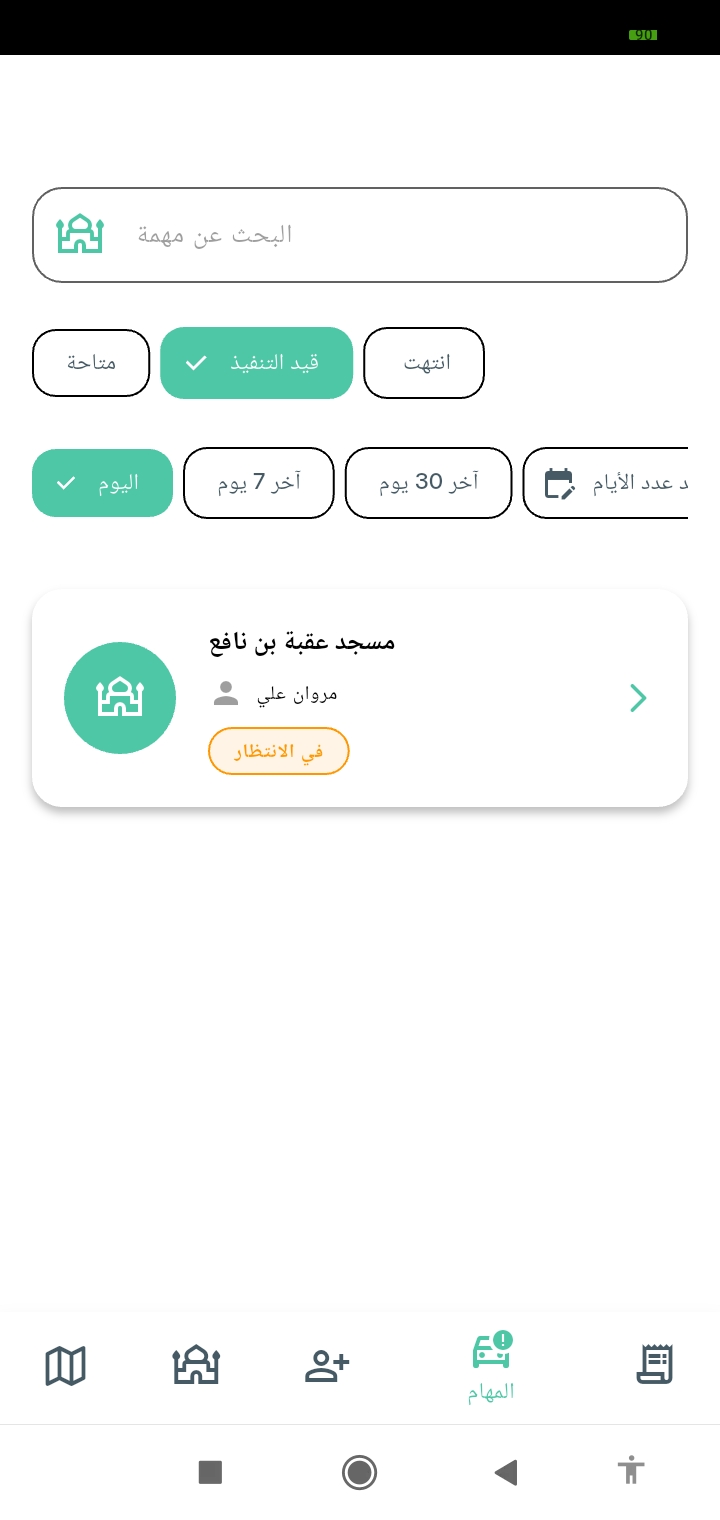 90
البحث عن مهمة
متاحة
قيد التنفيذ
انتهت
اليوم
آخر 7 يوم
آخر 30 يوم
د عدد الأيام
مسجد عقبة بن نافع
مروان علي
في الانتظار
المهام